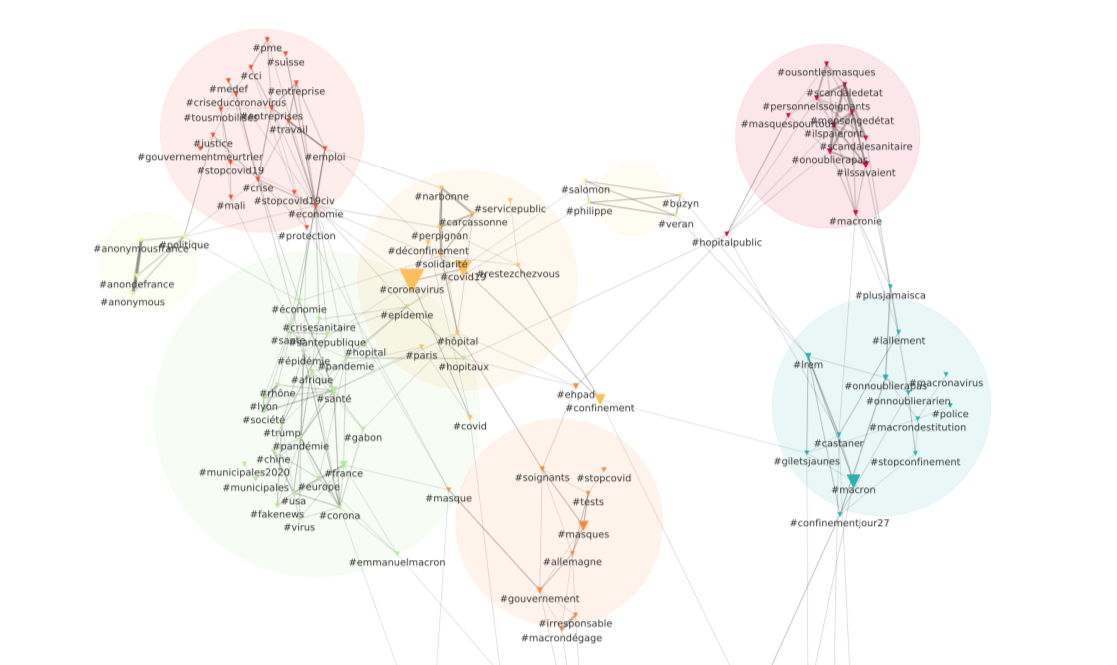 #pme
#suisse
#cci
#medef
#entreprise
#criseducoronavirus
#tousmobilisés
#entreprises
#travail
#justice
#gouvernementmeurtrier
#emploi
#stopcovid19
#crise
#stopcovid19civ
#mali
#economie
#protection
#anonymousfrance
#politique
#anondefrance
#anonymous
#narbonne
#servicepublic
#carcassonne
#perpignan
#déconfinement
#solidarité
#covid19
#restezchezvous
#coronavirus
#epidemie
#hôpital
#paris
#hopitaux
#covid
#salomon
#philippe
#buzyn
#veran
#ousontlesmasques
#scandaledetat
#personnelssoignants
#masquespourtous
#mensongedétat
#ilspaieront
#scandalesanitaire
#onoublierapas
#ilssavaient
#macronie
#hopitalpublic
#économie
#crisesanitaire
#sante
#santepublique
#hopital
#épidémie
#pandemie
#afrique
#rhône
#santé
#lyon
#société
#trump
#gabon
#pandémie
#chine
#municipales2020
#france
#municipales
#europe
#usa
#fakenews
#corona
#virus
#emmanuelmacron
#ehpad
#confinement
#masque
#soignants
#stopcovid
#tests
#masques
#allemagne
#gouvernement
#irresponsable
#macrondégage
#plusjamaisca
#lallement
#lrem
#onnoublierapas
#macronavirus
#onnoublierarien
#police
#macrondestitution
#castaner
#giletsjaunes
#stopconfinement
#macron
#confinementjour27